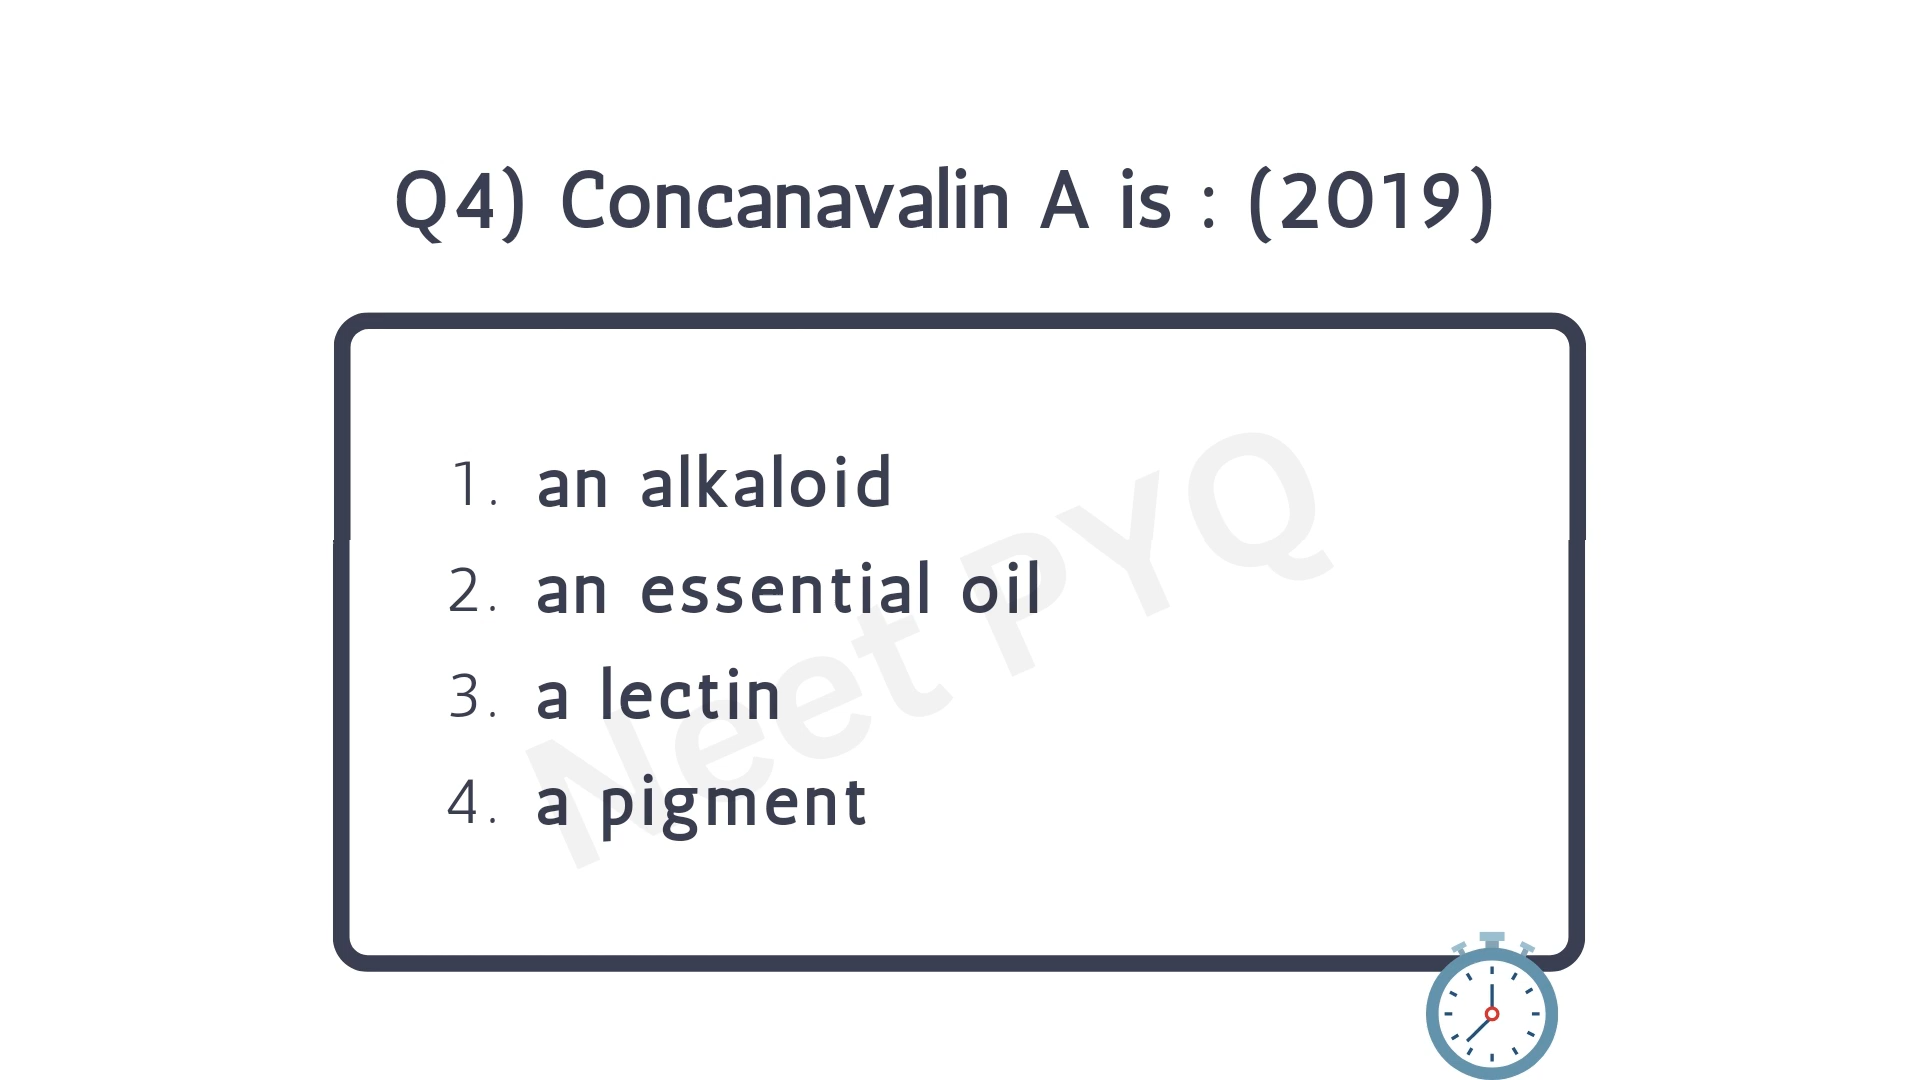 Q4) Concanavalin A is : (2019)
1. an alkaloid
2. an essential oil
3. a lectin
4. a pigment
Neet PYQ